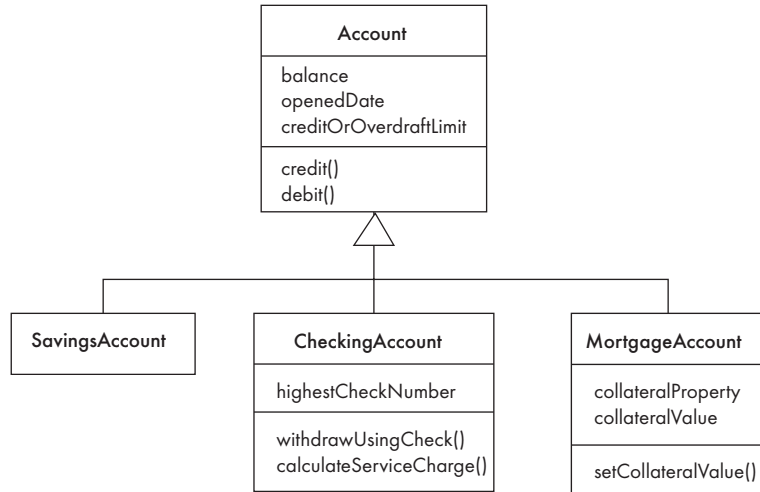 Account
balance
openedDate
creditOrOverdraftLimit
credit()
debit()
SavingsAccount
CheckingAccount
highestCheckNumber
withdrawUsingCheck()
calculateServiceCharge()
MortgageAccount
collateralProperty
collateralValue
setCollateralValue()